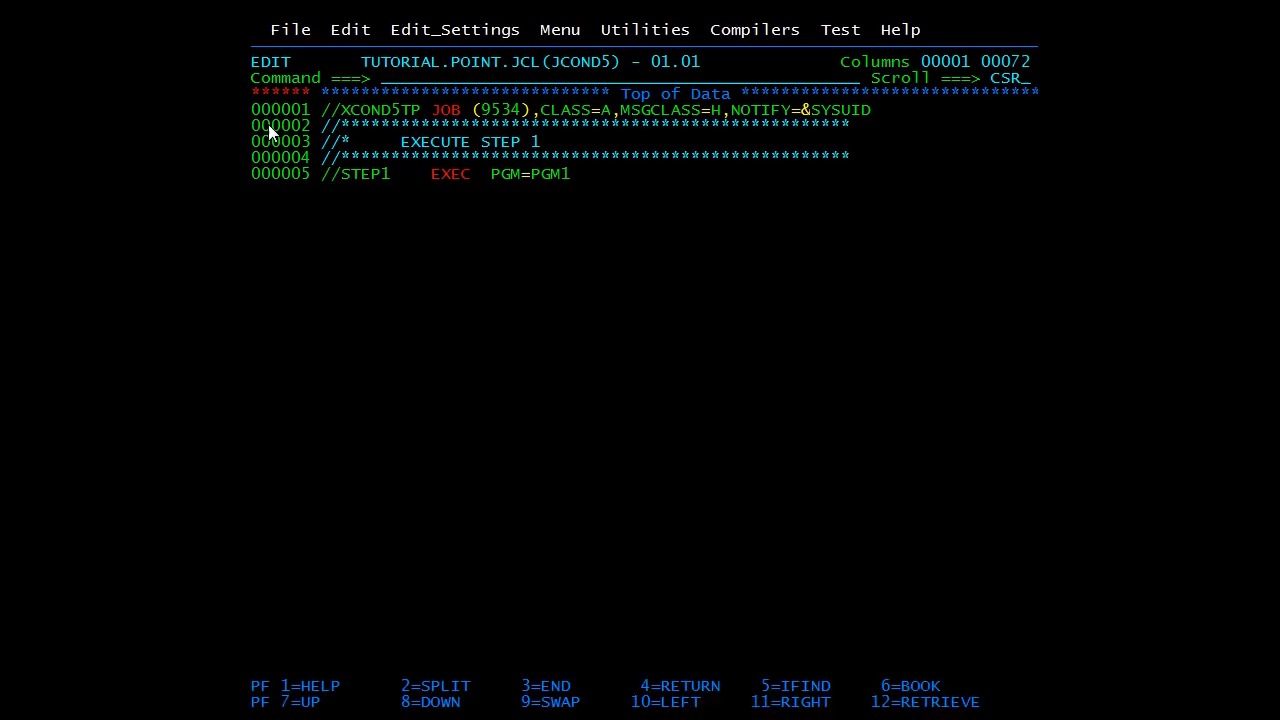 File Edit Edit_Settings Menu Utilities Compilers Test Help
EDIT TUTORIAL.POINT.JCL(JCOND5) - 01.01 Columns 00001 00072
Command ===> Scroll ===> CSR
****** ***************************** Top of Data ******************************
000001 //XCOND5TP JOB (9534),CLASS=A,MSGCLASS=H,NOTIFY=&SYSUID
000002 //***************************************************
000003 //* EXECUTE STEP 1
000004 //***************************************************
000005 //STEP1 EXEC PGM=PGM1
PF 1=HELP 2=SPLIT 3=END 4=RETURN 5=IFIND 6=BOOK
PF 7=UP 8=DOWN 9=SWAP 10=LEFT 11=RIGHT 12=RETRIEVE